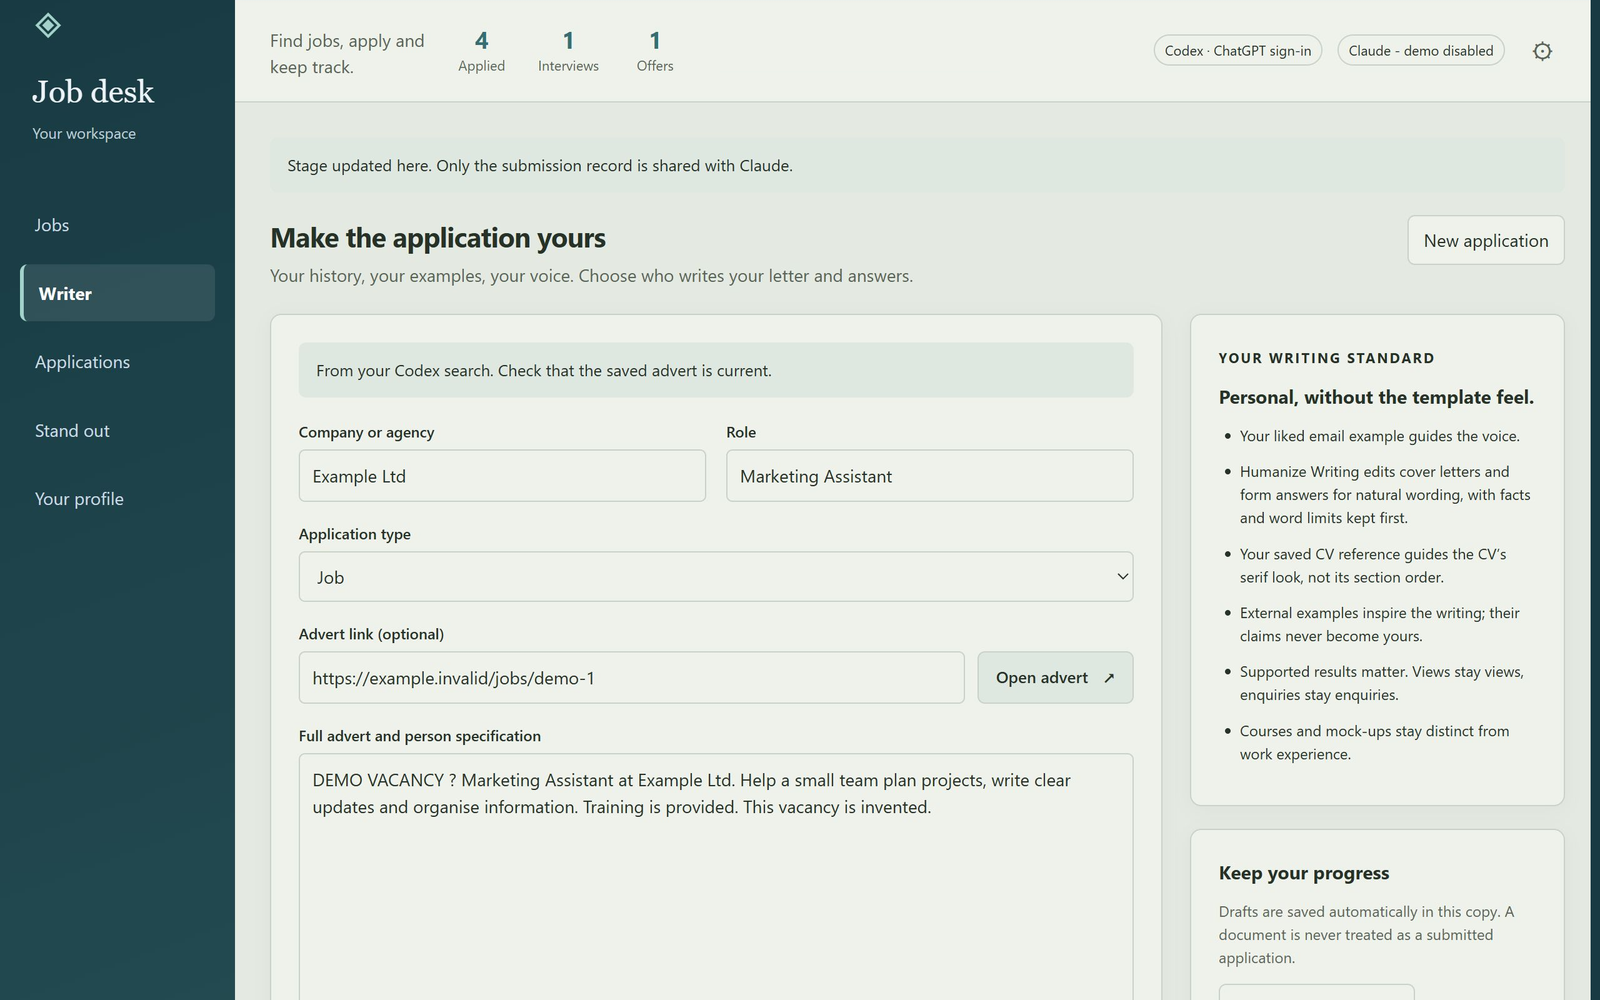 Job desk
Your workspace
Jobs
Writer
Applications
Stand out
Your profile
Find jobs, apply and
keep track.
4
Applied
1
Interviews
1
Offers
Codex · ChatGPT sign-in
Claude - demo disabled
Stage updated here. Only the submission record is shared with Claude.
Make the application yours
Your history, your examples, your voice. Choose who writes your letter and answers.
New application
From your Codex search. Check that the saved advert is current.
Company or agency
Example Ltd
Role
Marketing Assistant
Application type
Job
Advert link (optional)
https://example.invalid/jobs/demo-1
Open advert ↗
Full advert and person specification
DEMO VACANCY ? Marketing Assistant at Example Ltd. Help a small team plan projects, write clear
updates and organise information. Training is provided. This vacancy is invented.
YOUR WRITING STANDARD
Personal, without the template feel.
• Your liked email example guides the voice.
• Humanize Writing edits cover letters and
form answers for natural wording, with facts
and word limits kept first.
• Your saved CV reference guides the CV’s
serif look, not its section order.
• External examples inspire the writing; their
claims never become yours.
• Supported results matter. Views stay views,
enquiries stay enquiries.
• Courses and mock-ups stay distinct from
work experience.
Keep your progress
Drafts are saved automatically in this copy. A
document is never treated as a submitted
application.